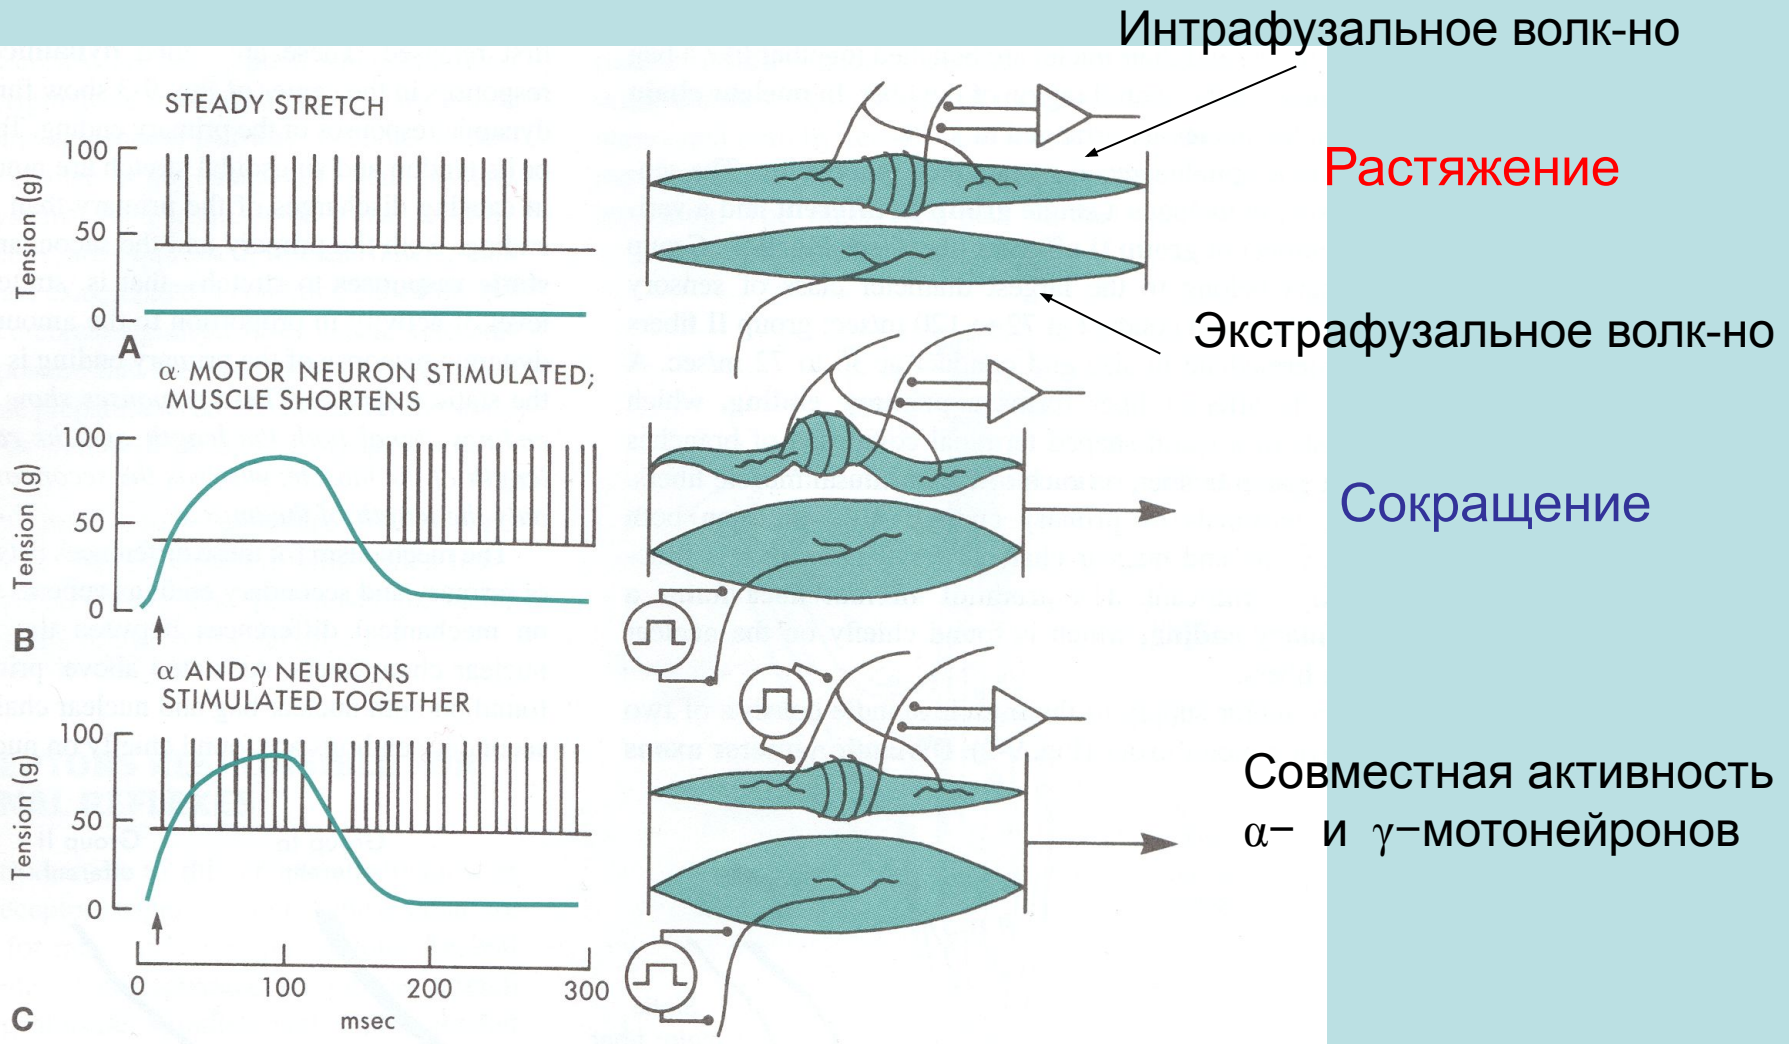 Интрафузальное волк-но
STEADY STRETCH
Tension (g)
100
50
0
A
Растяжение
Экстрафузальное волк-но
α MOTOR NEURON STIMULATED;
MUSCLE SHORTENS
Tension (g)
100
50
0
B
Сокращение
α AND γ NEURONS
STIMULATED TOGETHER
Tension (g)
100
50
0
Совместная активность
α– и γ–мотонейронов
0 100 200 300
msec
C